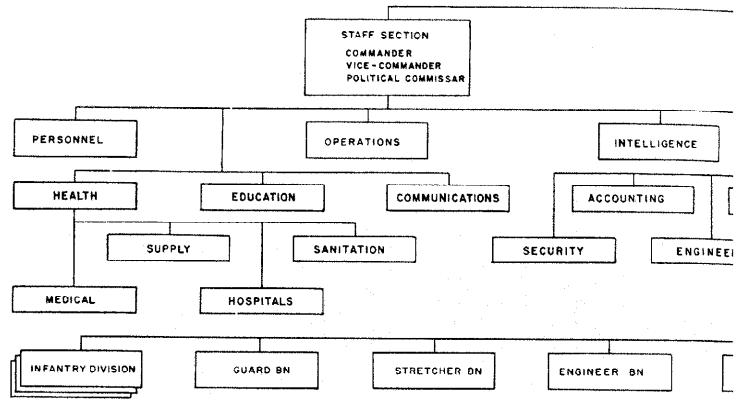 STAFF SECTION
COMMANDER
VICE-COMMANDER
POLITICAL COMMISSAR
PERSONNEL
OPERATIONS
INTELLIGENCE
HEALTH
EDUCATION
COMMUNICATIONS
ACCOUNTING
SUPPLY
SANITATION
SECURITY
ENGINEE
MEDICAL
HOSPITALS
INFANTRY DIVISION
GUARD BN
STRETCHER BN
ENGINEER BN